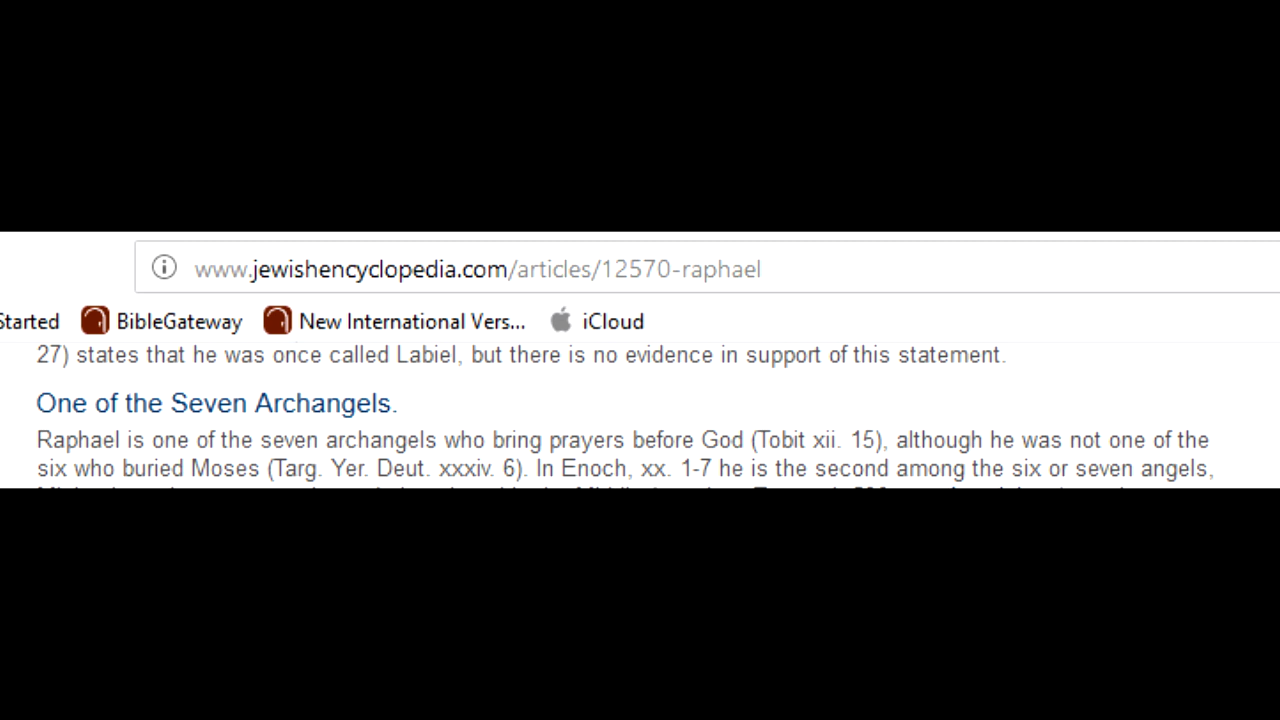 www.jewishencyclopedia.com/articles/12570-raphael
Started BibleGateway New International Vers... iCloud
27) states that he was once called Labiel, but there is no evidence in support of this statement.
One of the Seven Archangels.
Raphael is one of the seven archangels who bring prayers before God (Tobit xii. 15), although he was not one of the
six who buried Moses (Targ. Yer. Deut. xxxiv. 6). In Enoch, xx. 1-7 he is the second among the six or seven angels,